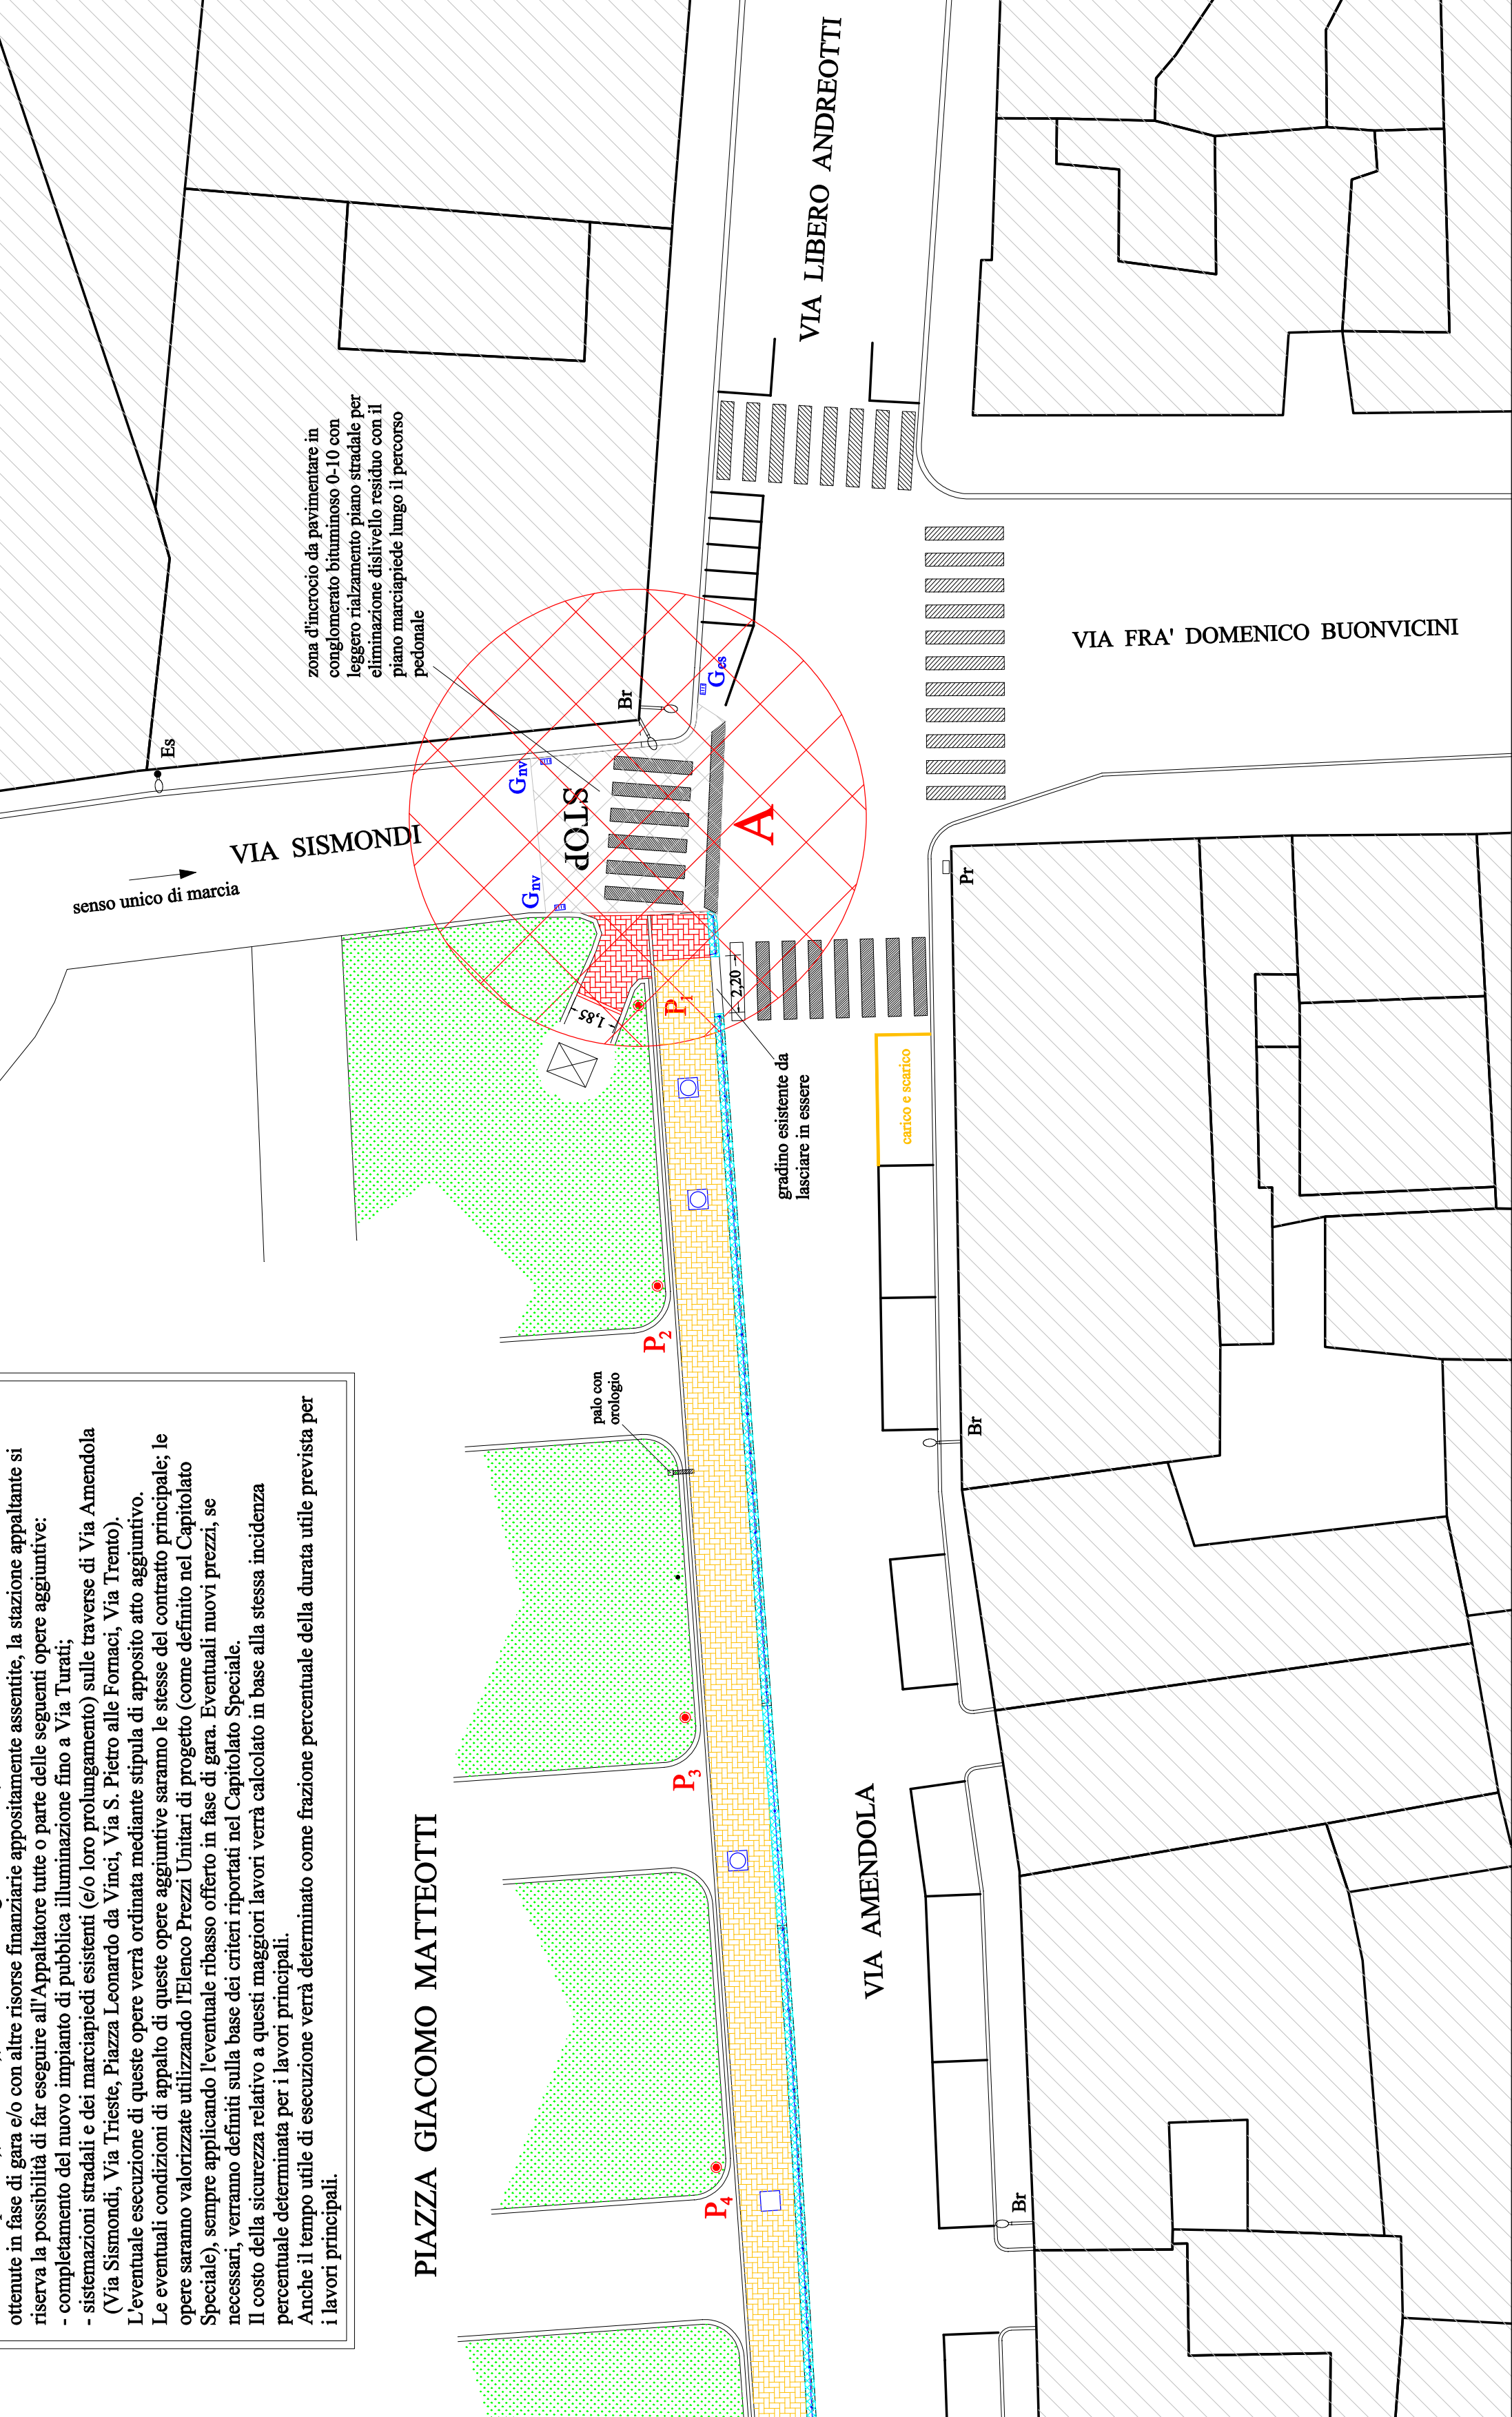 ottenute in fase di gara e/o con altre risorse finanziarie appositamente assentite, la stazione appaltante si
riserva la possibilità di far eseguire all'Appaltatore tutte o parte delle seguenti opere aggiuntive:
- completamento del nuovo impianto di pubblica illuminazione fino a Via Turati;
- sistemazioni stradali e dei marciapiedi esistenti (e/o loro prolungamento) sulle traverse di Via Amendola
(Via Sismondi, Via Trieste, Piazza Leonardo da Vinci, Via S. Pietro alle Fornaci, Via Trento).
L'eventuale esecuzione di queste opere verrà ordinata mediante stipula di apposito atto aggiuntivo.
Le eventuali condizioni di appalto di queste opere aggiuntive saranno le stesse del contratto principale; le
opere saranno valorizzate utilizzando l'Elenco Prezzi Unitari di progetto (come definito nel Capitolato
Speciale), sempre applicando l'eventuale ribasso offerto in fase di gara. Eventuali nuovi prezzi, se
necessari, verranno definiti sulla base dei criteri riportati nel Capitolato Speciale.
Il costo della sicurezza relativo a questi maggiori lavori verrà calcolato in base alla stessa incidenza
percentuale determinata per i lavori principali.
Anche il tempo utile di esecuzione verrà determinato come frazione percentuale della durata utile prevista per
i lavori principali.
senso unico di marcia
VIA SISMONDI
Es
zona d'incrocio da pavimentare in
conglomerato bituminoso 0-10 con
leggero rialzamento piano stradale per
eliminazione dislivello residuo con il
piano marciapiede lungo il percorso
pedonale
PIAZZA GIACOMO MATTEOTTI
Gnv
Gnv
STOP
Br
Ges
A
1,85
2,20
P1
P2
P3
P4
palo con
orologio
gradino esistente da
lasciare in essere
VIA LIBERO ANDREOTTI
VIA AMENDOLA
carico e scarico
Pr
Br
Br
VIA FRA' DOMENICO BUONVICINI